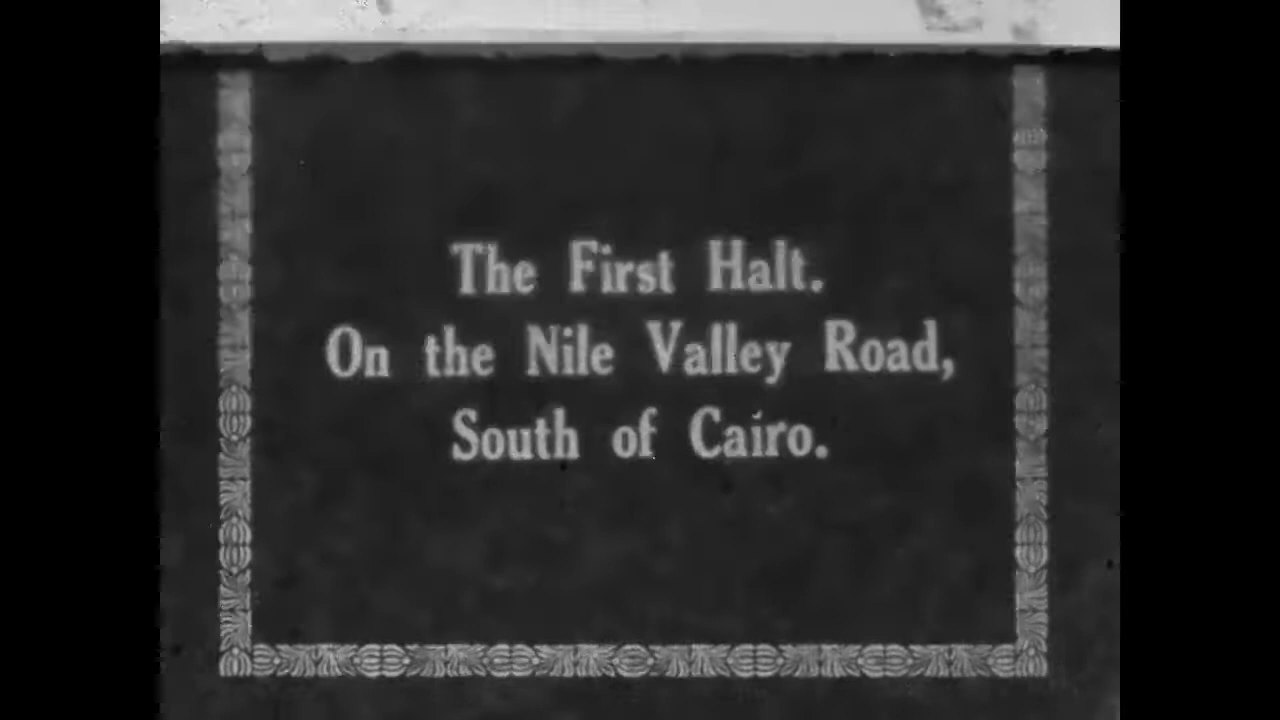 The First Halt.
On the Nile Valley Road,
South of Cairo.